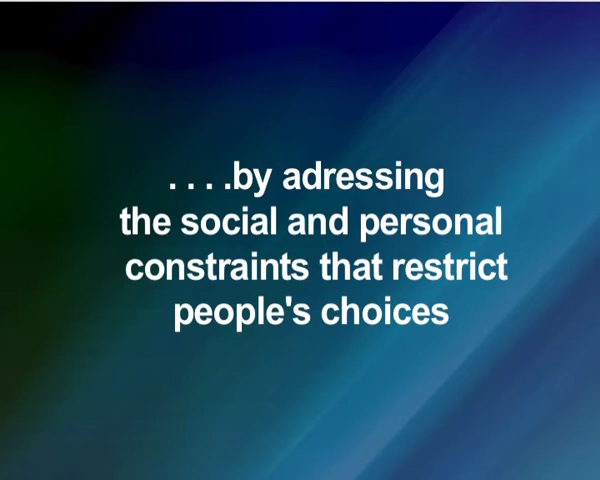 . . . .by adressing
the social and personal
constraints that restrict
people's choices